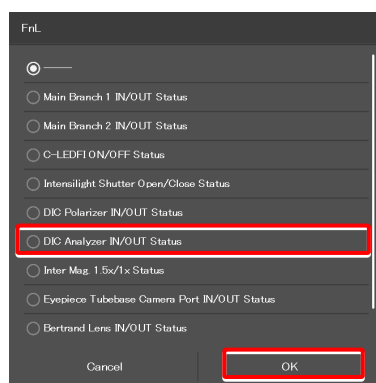 FnL
——
Main Branch 1 IN/OUT Status
Main Branch 2 IN/OUT Status
C-LEDFI ON/OFF Status
Intensilight Shutter Open/Close Status
DIC Polarizer IN/OUT Status
DIC Analyzer IN/OUT Status
Inter Mag. 1.5x/1x Status
Eyepiece Tubebase Camera Port IN/OUT Status
Bertrand Lens IN/OUT Status
Cancel
OK